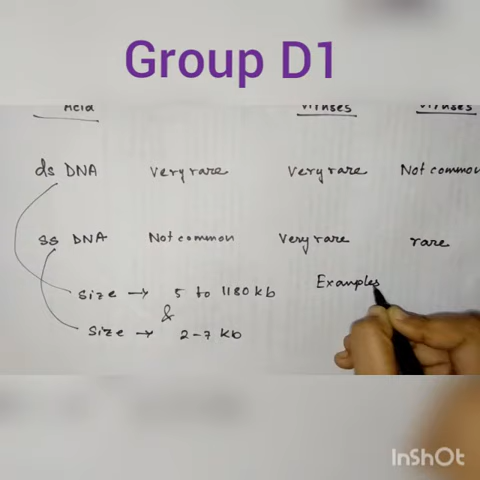 Group D1
Acid Viruses Viruses
ds DNA Very rare Very rare Not common
ss DNA Not common Very rare rare
Size → 5 to 1180 kb
Examples
&
Size → 2-7 kb
InShOt